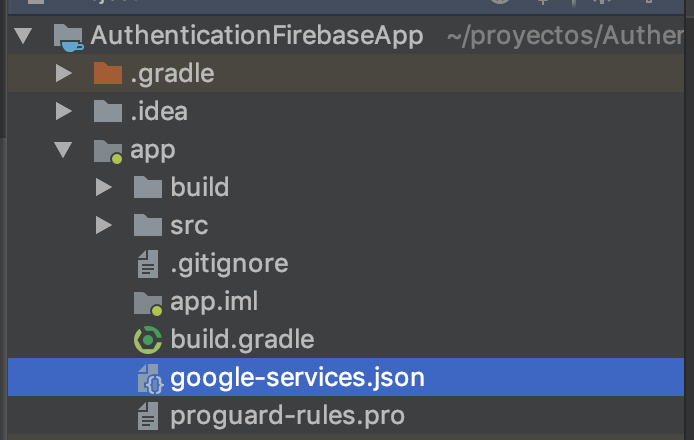 AuthenticationFirebaseApp ~/proyectos/Auther
.gradle
.idea
app
build
src
.gitignore
app.iml
build.gradle
google-services.json
proguard-rules.pro